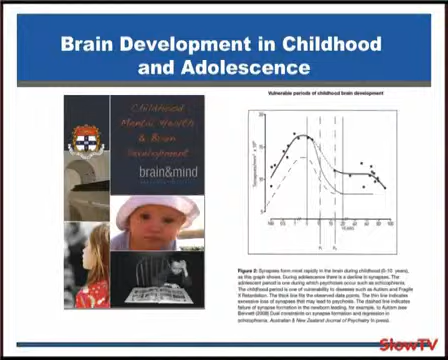 Brain Development in Childhood
and Adolescence
Childhood
Mental Health
& Brain
Development
brain&mind
Vulnerable periods of childhood brain development
Figure 2: Synapses form most rapidly in the brain during childhood (0-10 years),
as this graph shows. During adolescence there is a decline in synapses. The
adolescent period is one during which psychoses occur such as schizophrenia.
The childhood period is one of vulnerability to diseases such as Autism and Fragile
X Retardation. The thick line fits the observed data points. The thin line indicates
excessive loss of synapses that may lead to psychosis. The dashed line indicates
failure of synapse formation in the newborn leading, for example, to Autism (see
Bennett (2008) Dual constraints on synapse formation and regression in
schizophrenia. Australian & New Zealand Journal of Psychiatry In press).
SlowTV